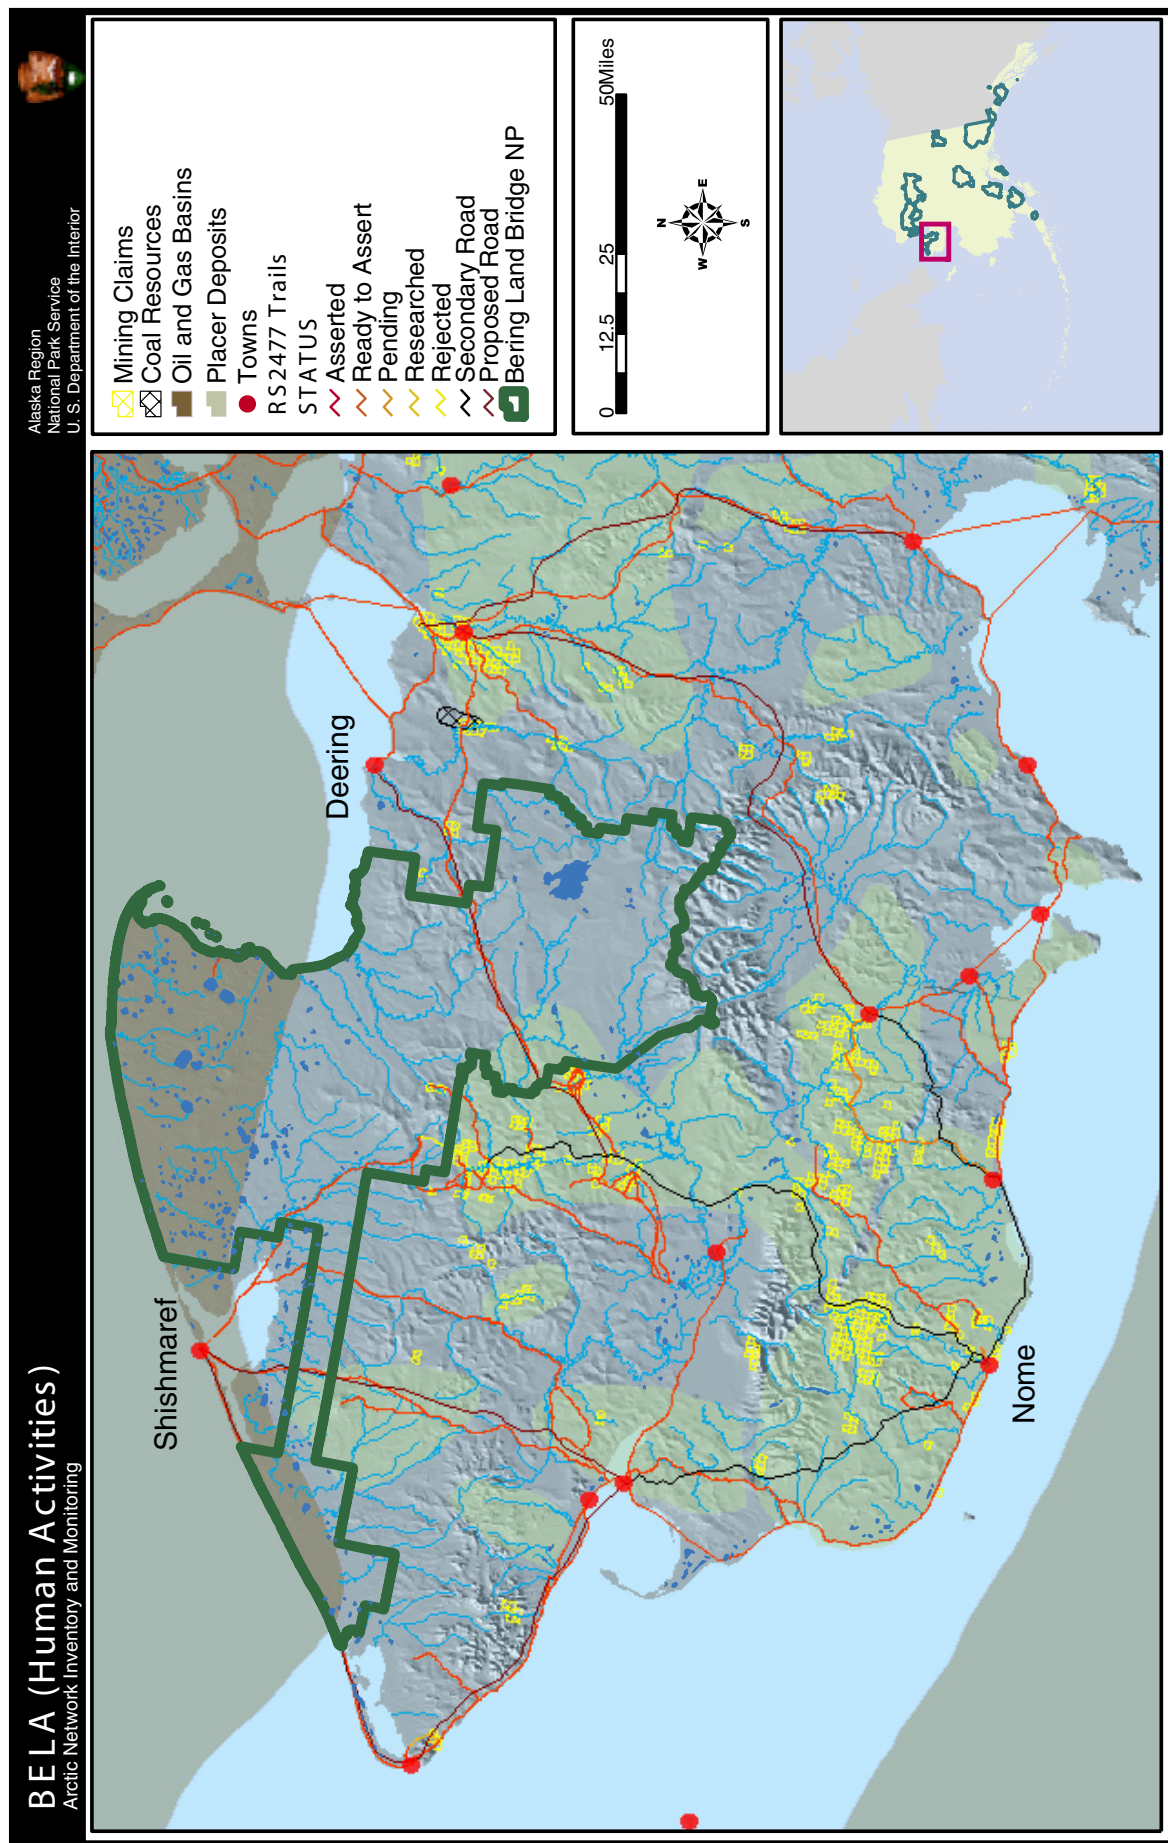 BELA (Human Activities)
Arctic Network Inventory and Monitoring
Alaska Region
National Park Service
U. S. Department of the Interior
Shishmaref
Deering
Nome
Mining Claims
Coal Resources
Oil and Gas Basins
Placer Deposits
Towns
RS2477 Trails
STATUS
Asserted
Ready to Assert
Pending
Researched
Rejected
Secondary Road
Proposed Road
Bering Land Bridge NP
0 12.5 25 50Miles
N
W E
S